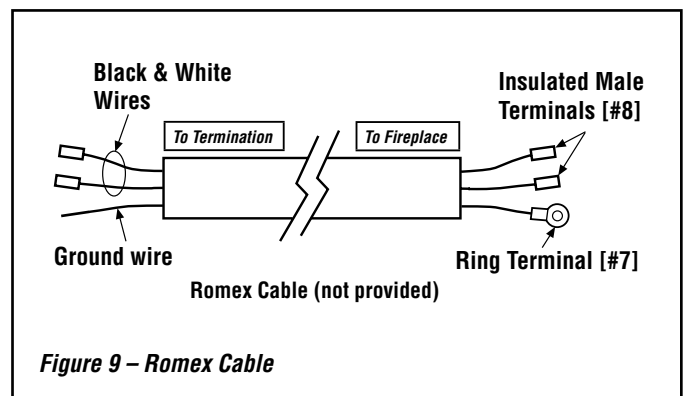 Black & White
Wires
Insulated Male
Terminals [#8]
To Termination
To Fireplace
Ground wire
Ring Terminal [#7]
Romex Cable (not provided)
Figure 9 – Romex Cable